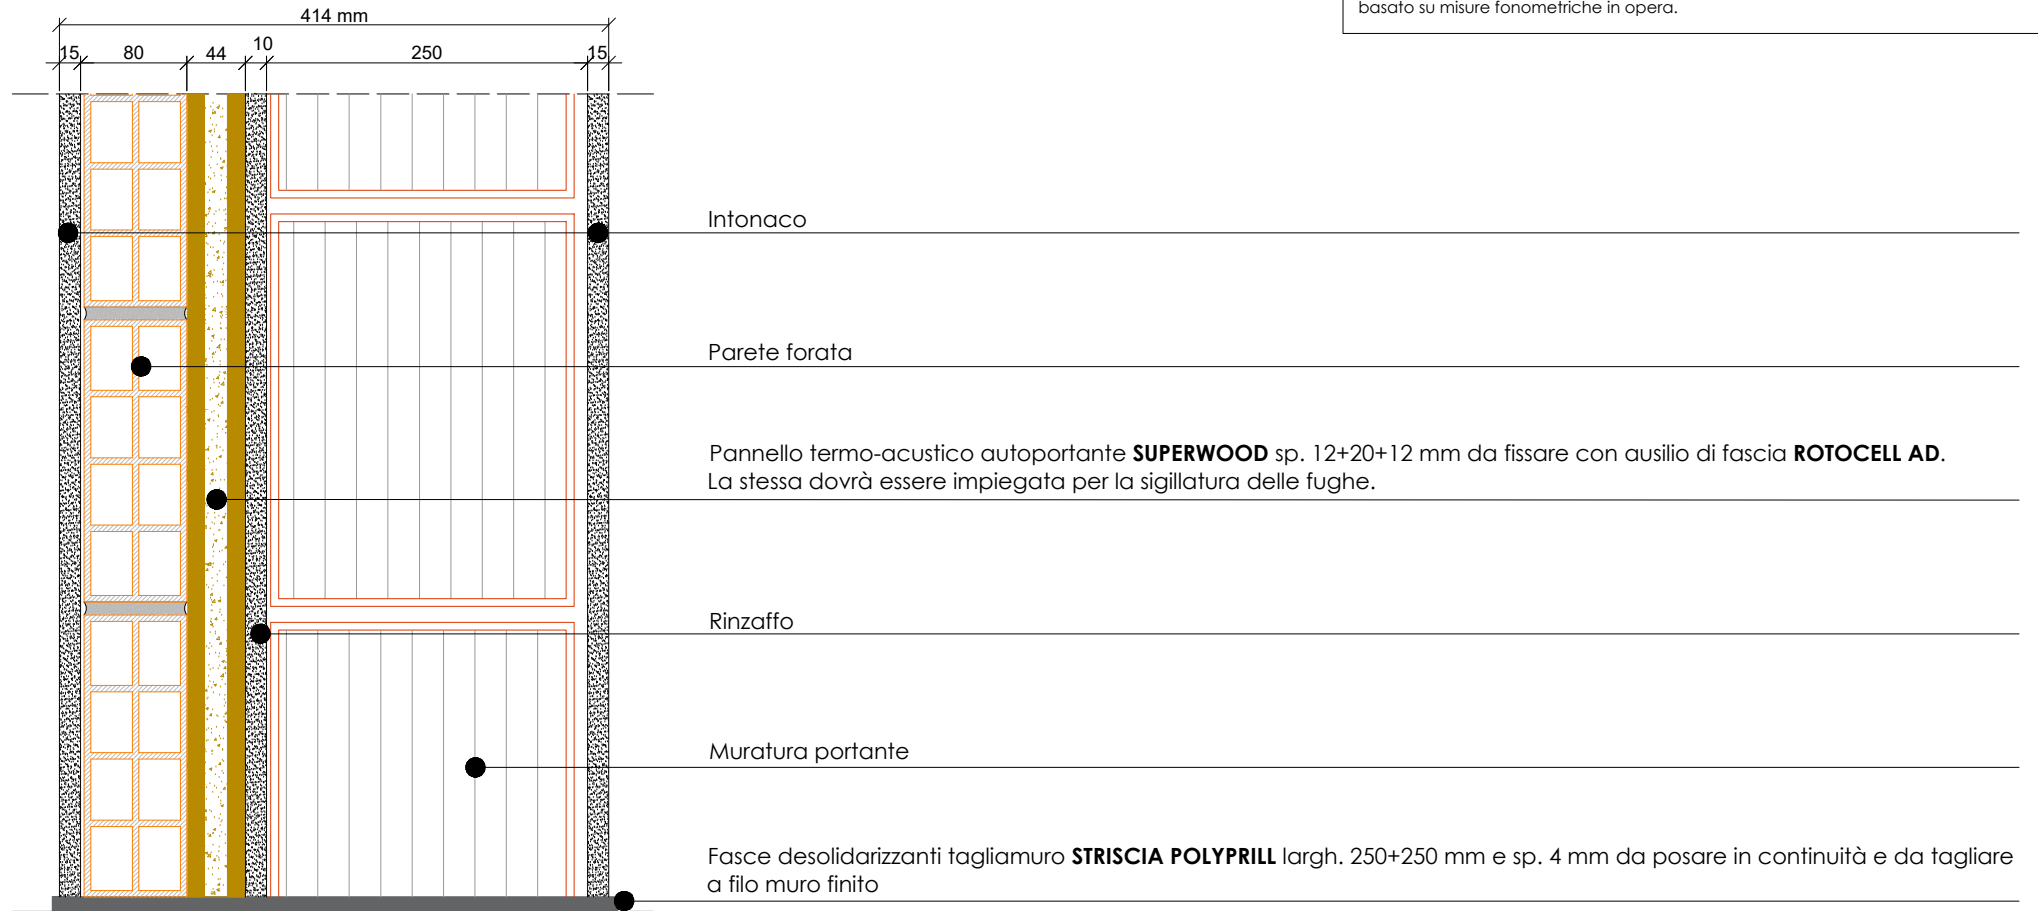 basato su misure fonometriche in opera.
414 mm
15 80 44 10 250 15
Intonaco
Parete forata
Pannello termo-acustico autoportante SUPERWOOD sp. 12+20+12 mm da fissare con ausilio di fascia ROTOCELL AD.
La stessa dovrà essere impiegata per la sigillatura delle fughe.
Rinzaffo
Muratura portante
Fasce desolidarizzanti tagliamuro STRISCIA POLYPRILL largh. 250+250 mm e sp. 4 mm da posare in continuità e da tagliare
a filo muro finito